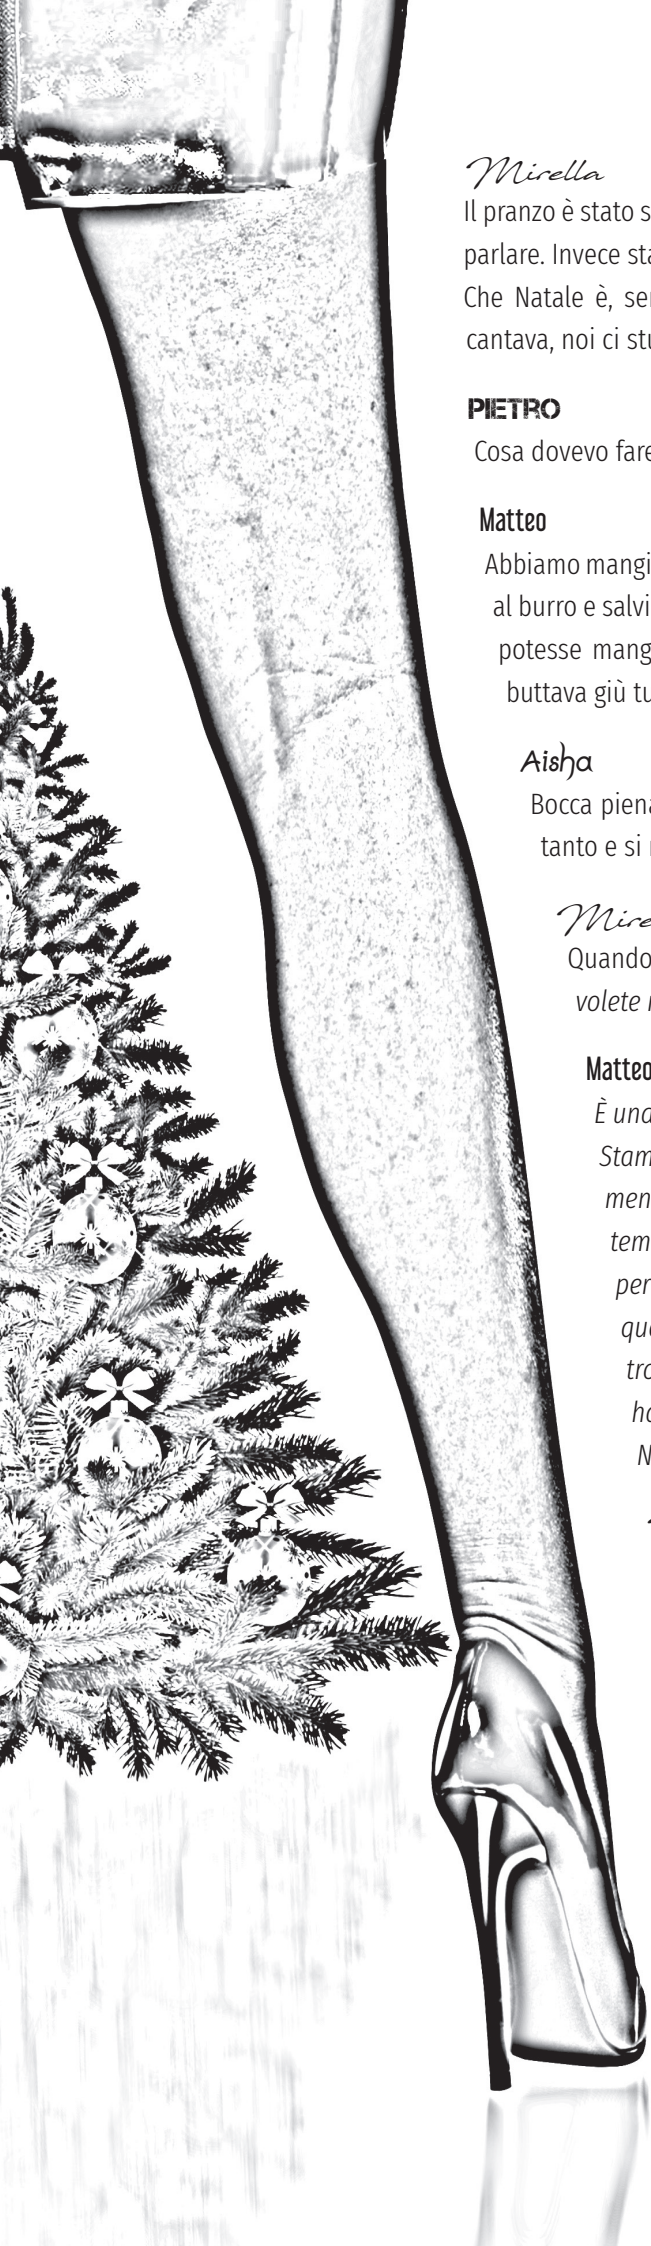 Mirella
Il pranzo è stato s
parlare. Invece sta
Che Natale è, ser
cantava, noi ci stu
PIETRO
Cosa dovevo fare
Matteo
Abbiamo mangi
al burro e salvi
potesse mang
buttava giù tu
Aisha
Bocca piena
tanto e si
Mire
Quando
volete
Matteo
È una
Stam
men
tem
per
que
tro
ha
N